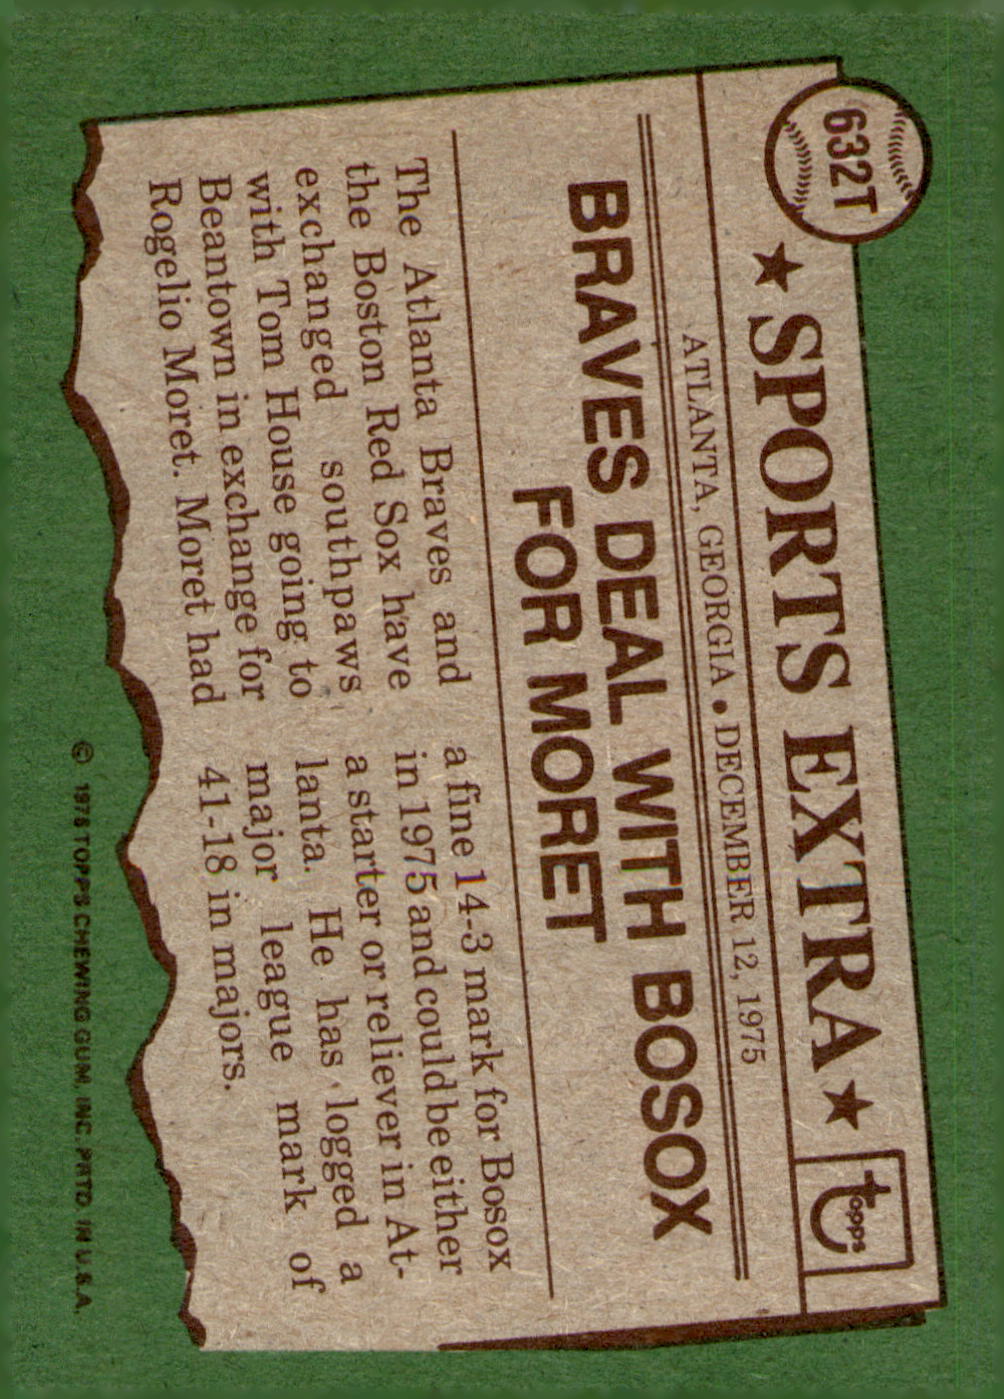 632T
★ SPORTS EXTRA ★
topps
ATLANTA, GEORGIA • DECEMBER 12, 1975
BRAVES DEAL WITH BOSOX
FOR MORET
The Atlanta Braves and
the Boston Red Sox have
exchanged southpaws
with Tom House going to
Beantown in exchange for
Rogelio Moret. Moret had
a fine 14-3 mark for Bosox
in 1975 and could be either
a starter or reliever in At-
lanta. He has logged a
major league mark of
41-18 in majors.
© 1976 TOPPS CHEWING GUM, INC. PRTD. IN U.S.A.